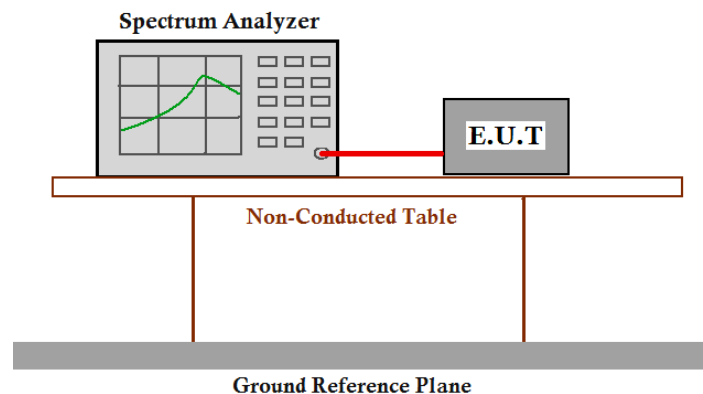 Spectrum Analyzer
E.U.T
Non-Conducted Table
Ground Reference Plane